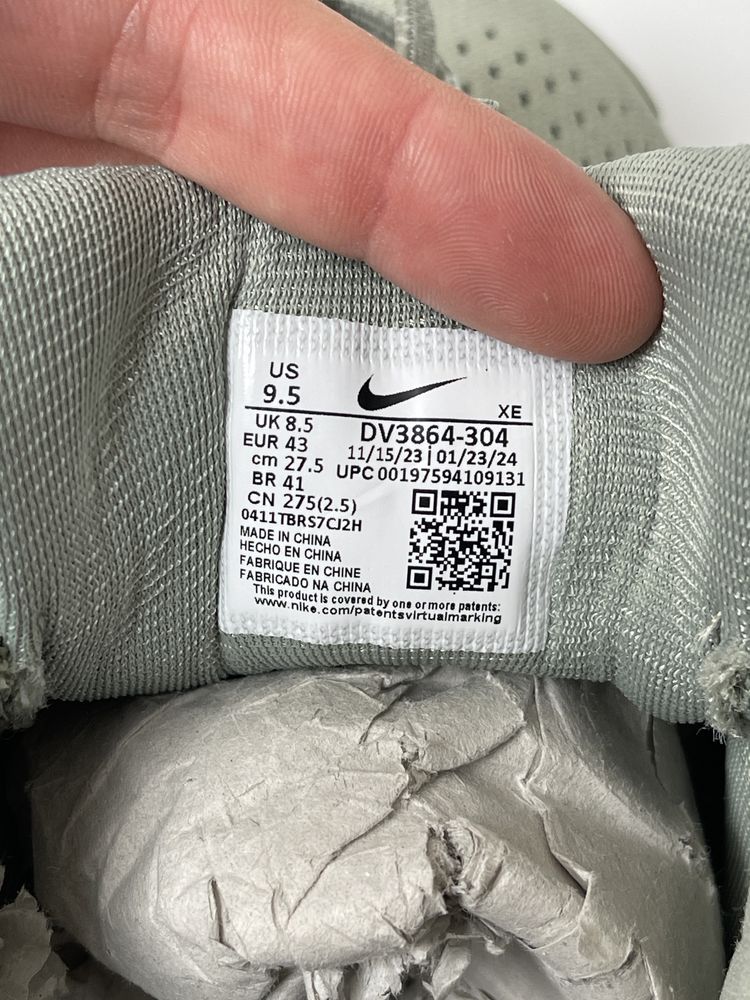 US
9.5
XE
UK 8.5
EUR 43
cm 27.5
BR 41
CN 275(2.5)
0411TBRS7CJ2H
DV3864-304
11/15/23 | 01/23/24
UPC 00197594109131
MADE IN CHINA
HECHO EN CHINA
FABRIQUE EN CHINE
FABRICADO NA CHINA
This product is covered by one or more patents:
www.nike.com/patentsvirtualmarking